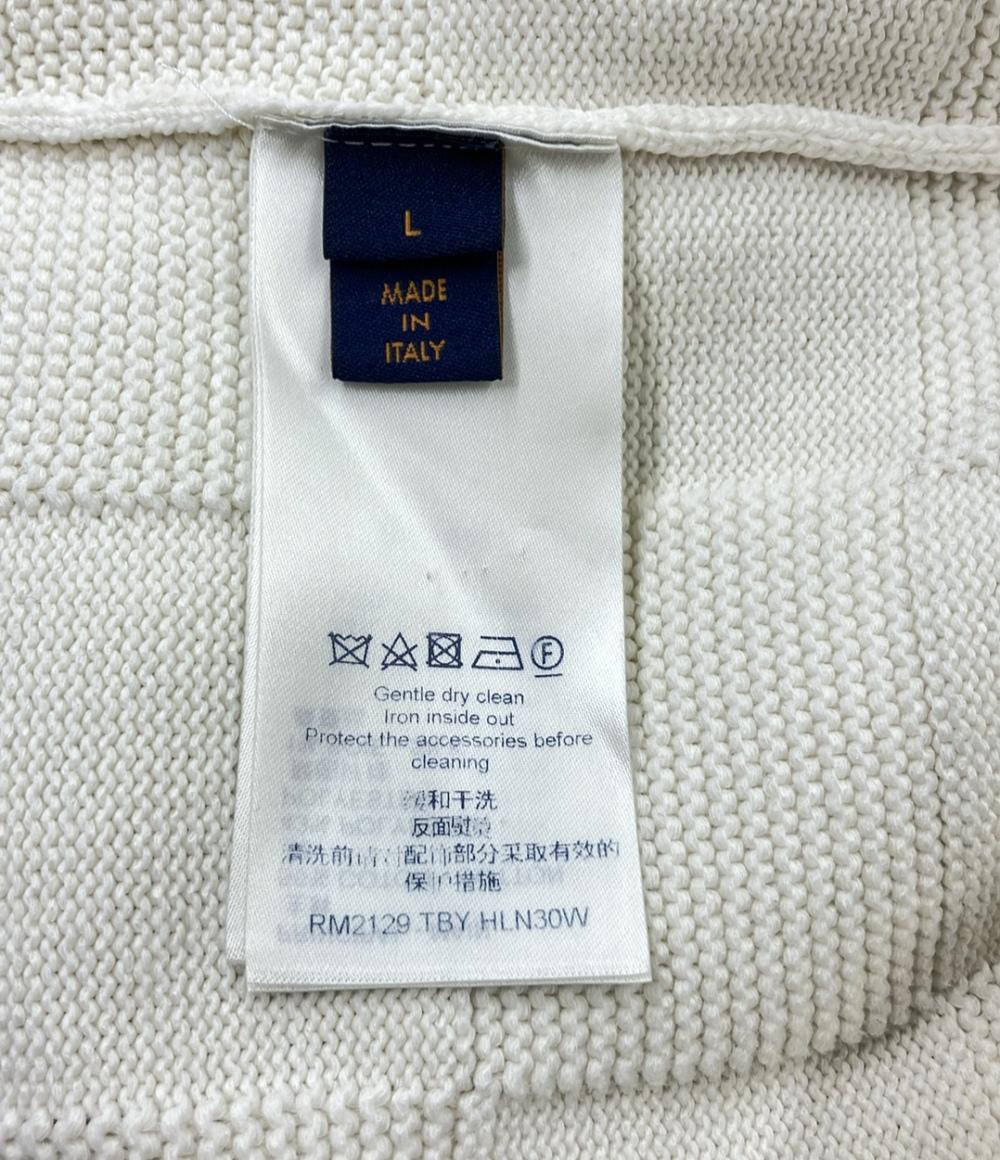 L
MADE
IN
ITALY
F
Gentle dry clean
Iron inside out
Protect the accessories before
cleaning
缓和干洗
反面熨烫
清洗前请对配饰部分采取有效的
保护措施
RM2129 TBY HLN30W